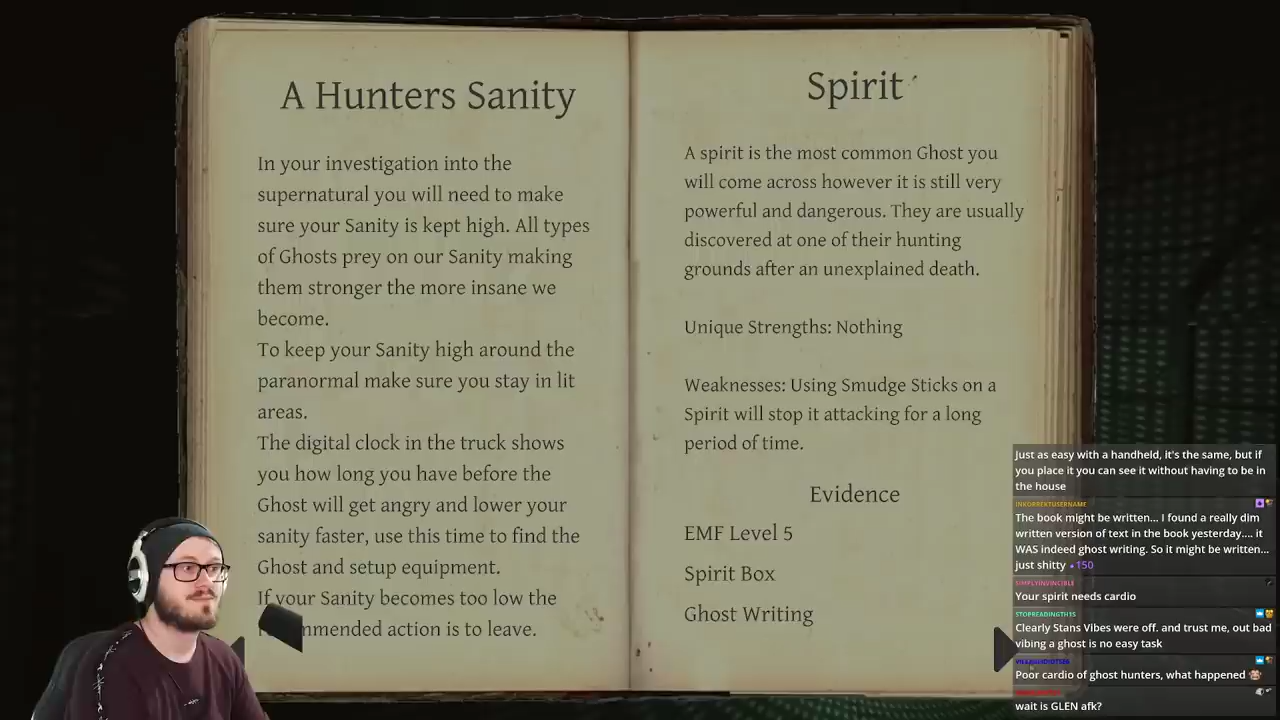 A Hunters Sanity
In your investigation into the
supernatural you will need to make
sure your Sanity is kept high. All types
of Ghosts prey on our Sanity making
them stronger the more insane we
become.
To keep your Sanity high around the
paranormal make sure you stay in lit
areas.
The digital clock in the truck shows
you how long you have before the
Ghost will get angry and lower your
sanity faster, use this time to find the
Ghost and setup equipment.
If your Sanity becomes too low the
action is to leave.
Spirit
A spirit is the most common Ghost you
will come across however it is still very
powerful and dangerous. They are usually
discovered at one of their hunting
grounds after an unexplained death.
Unique Strengths: Nothing
Weaknesses: Using Smudge Sticks on a
Spirit will stop it attacking for a long
period of time.
Evidence
EMF Level 5
Spirit Box
Ghost Writing
Just as easy with a handheld, it's the same, but if
you place it you can see it without having to be in
the house
INKORREKTUSERNAME
The book might be written... I found a really dim
written version of text in the book yesterday.... it
WAS indeed ghost writing. So it might be written...
just shitty 150
SIMPLYINVINCIBLE
Your spirit needs cardio
STOPREADINGTH1S
Clearly Stans Vibes were off. and trust me, out bad
vibing a ghost is no easy task
Poor cardio of ghost hunters, what happened
wait is GLEN afk?